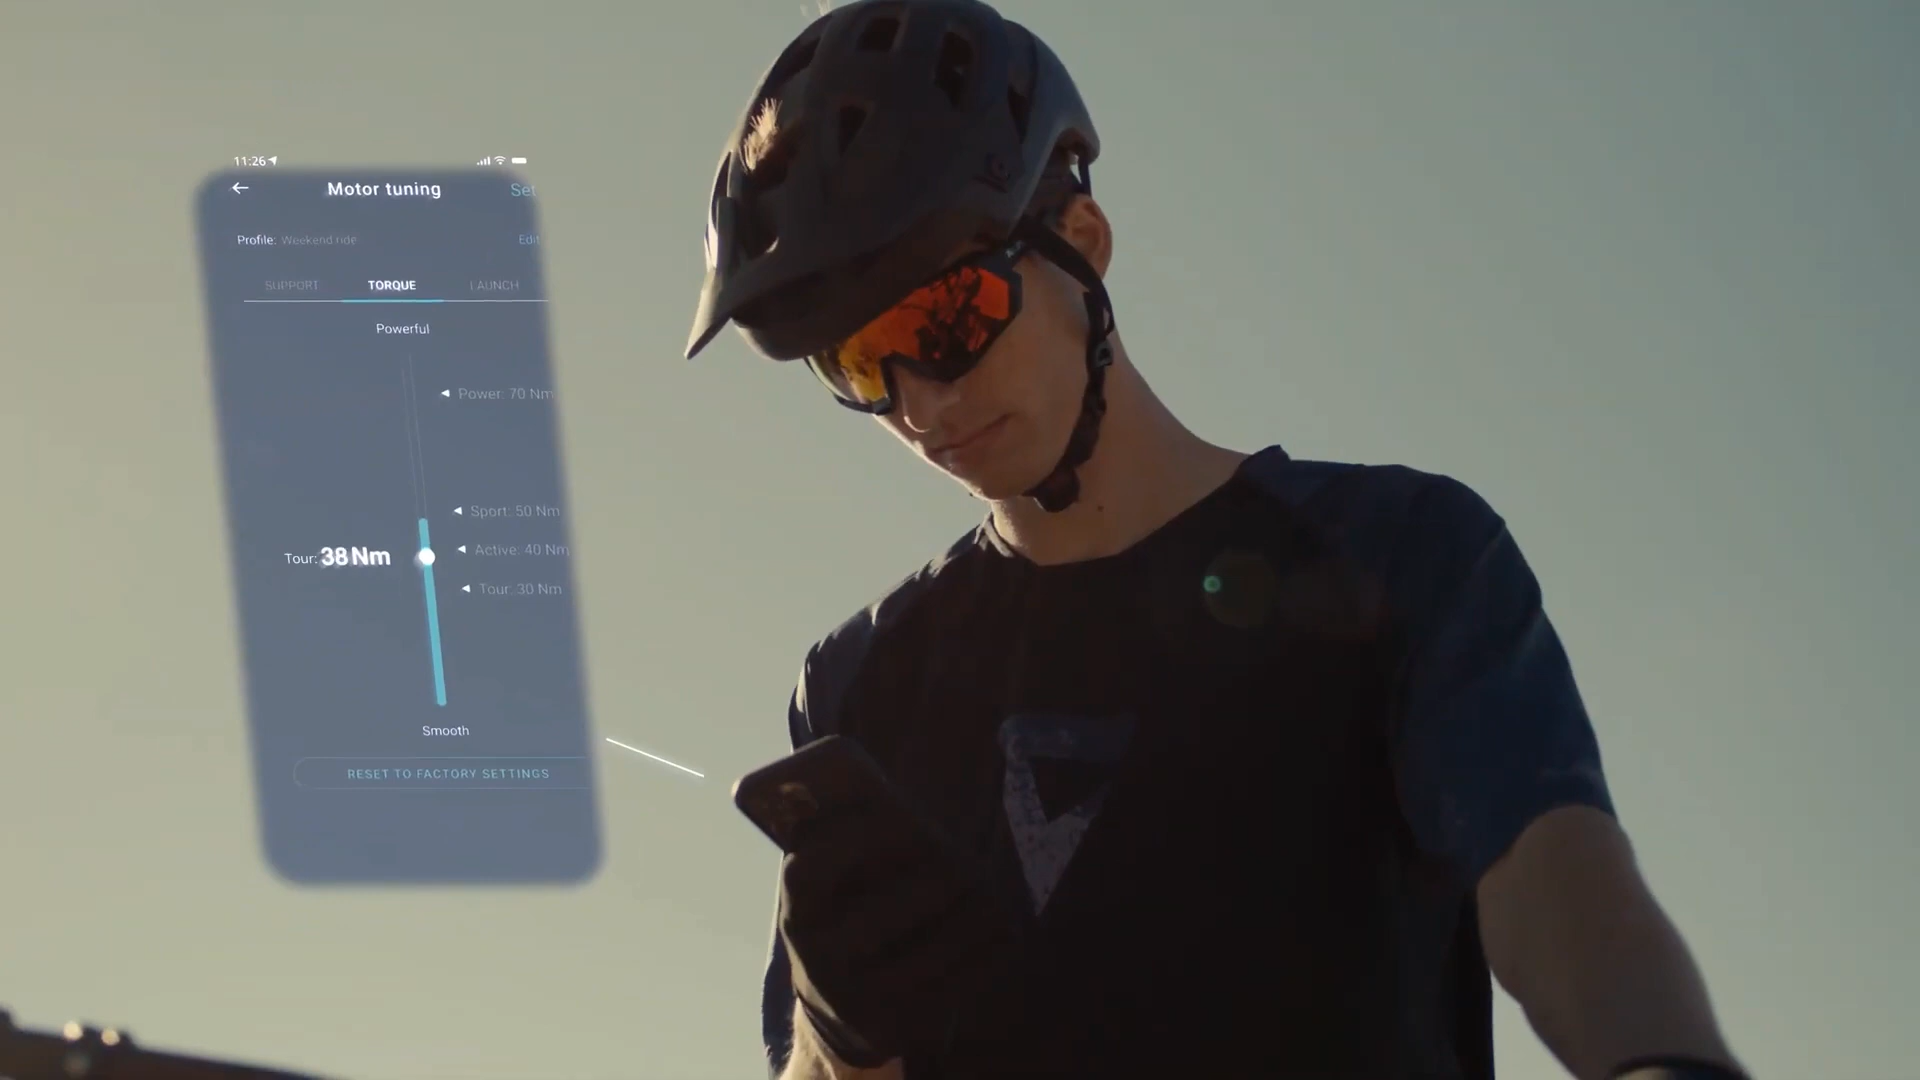 11:26
Motor tuning Set
Profile: Weekend ride Edit
SUPPORT TORQUE LAUNCH
Powerful
Power: 70 Nm
Sport: 50 Nm
Active: 40 Nm
Tour: 38 Nm
Tour: 30 Nm
Smooth
RESET TO FACTORY SETTINGS